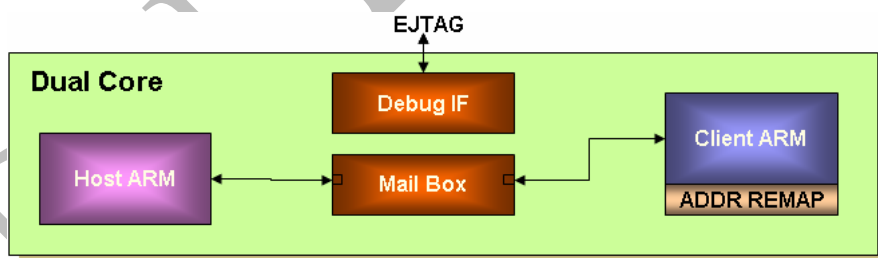 EJTAG
Dual Core
Debug IF
Host ARM
Mail Box
Client ARM
ADDR REMAP